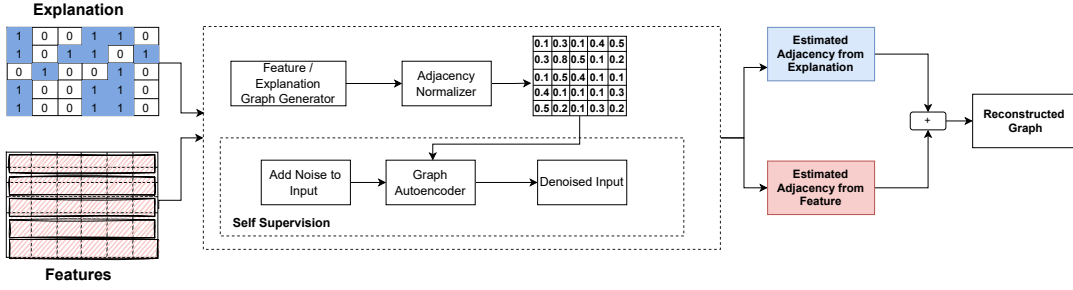 Explanation
1 0 0 1 1 0
1 0 1 1 0 1
0 1 0 0 1 0
1 0 0 1 1 0
1 0 0 1 1 0
Features
Feature /
Explanation
Graph Generator
Adjacency
Normalizer
0.1 0.3 0.1 0.4 0.5
0.3 0.8 0.5 0.1 0.2
0.1 0.5 0.4 0.1 0.1
0.4 0.1 0.1 0.1 0.3
0.5 0.2 0.1 0.3 0.2
Add Noise to
Input
Graph
Autoencoder
Denoised Input
Self Supervision
Estimated
Adjacency from
Explanation
Estimated
Adjacency from
Feature
+
Reconstructed
Graph